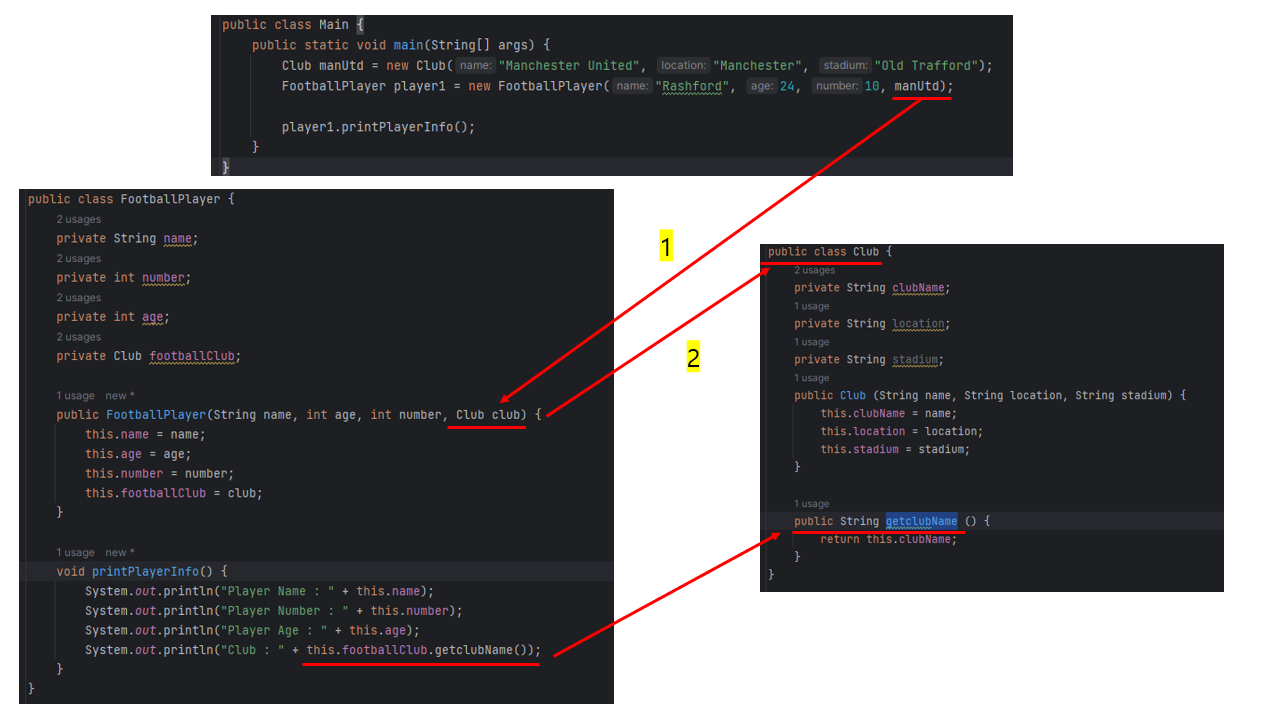 public class Main {
public static void main(String[] args) {
Club manUtd = new Club( name: "Manchester United", location: "Manchester", stadium: "Old Trafford");
FootballPlayer player1 = new FootballPlayer( name: "Rashford", age: 24, number: 10, manUtd);
player1.printPlayerInfo();
}
}
public class FootballPlayer {
2 usages
private String name;
2 usages
private int number;
2 usages
private int age;
2 usages
private Club footballClub;
1 usage new *
public FootballPlayer(String name, int age, int number, Club club) {
this.name = name;
this.age = age;
this.number = number;
this.footballClub = club;
}
1 usage new *
void printPlayerInfo() {
System.out.println("Player Name : " + this.name);
System.out.println("Player Number : " + this.number);
System.out.println("Player Age : " + this.age);
System.out.println("Club : " + this.footballClub.getclubName());
}
}
1
2
public class Club {
2 usages
private String clubName;
1 usage
private String location;
1 usage
private String stadium;
1 usage
public Club (String name, String location, String stadium) {
this.clubName = name;
this.location = location;
this.stadium = stadium;
}
1 usage
public String getclubName () {
return this.clubName;
}
}